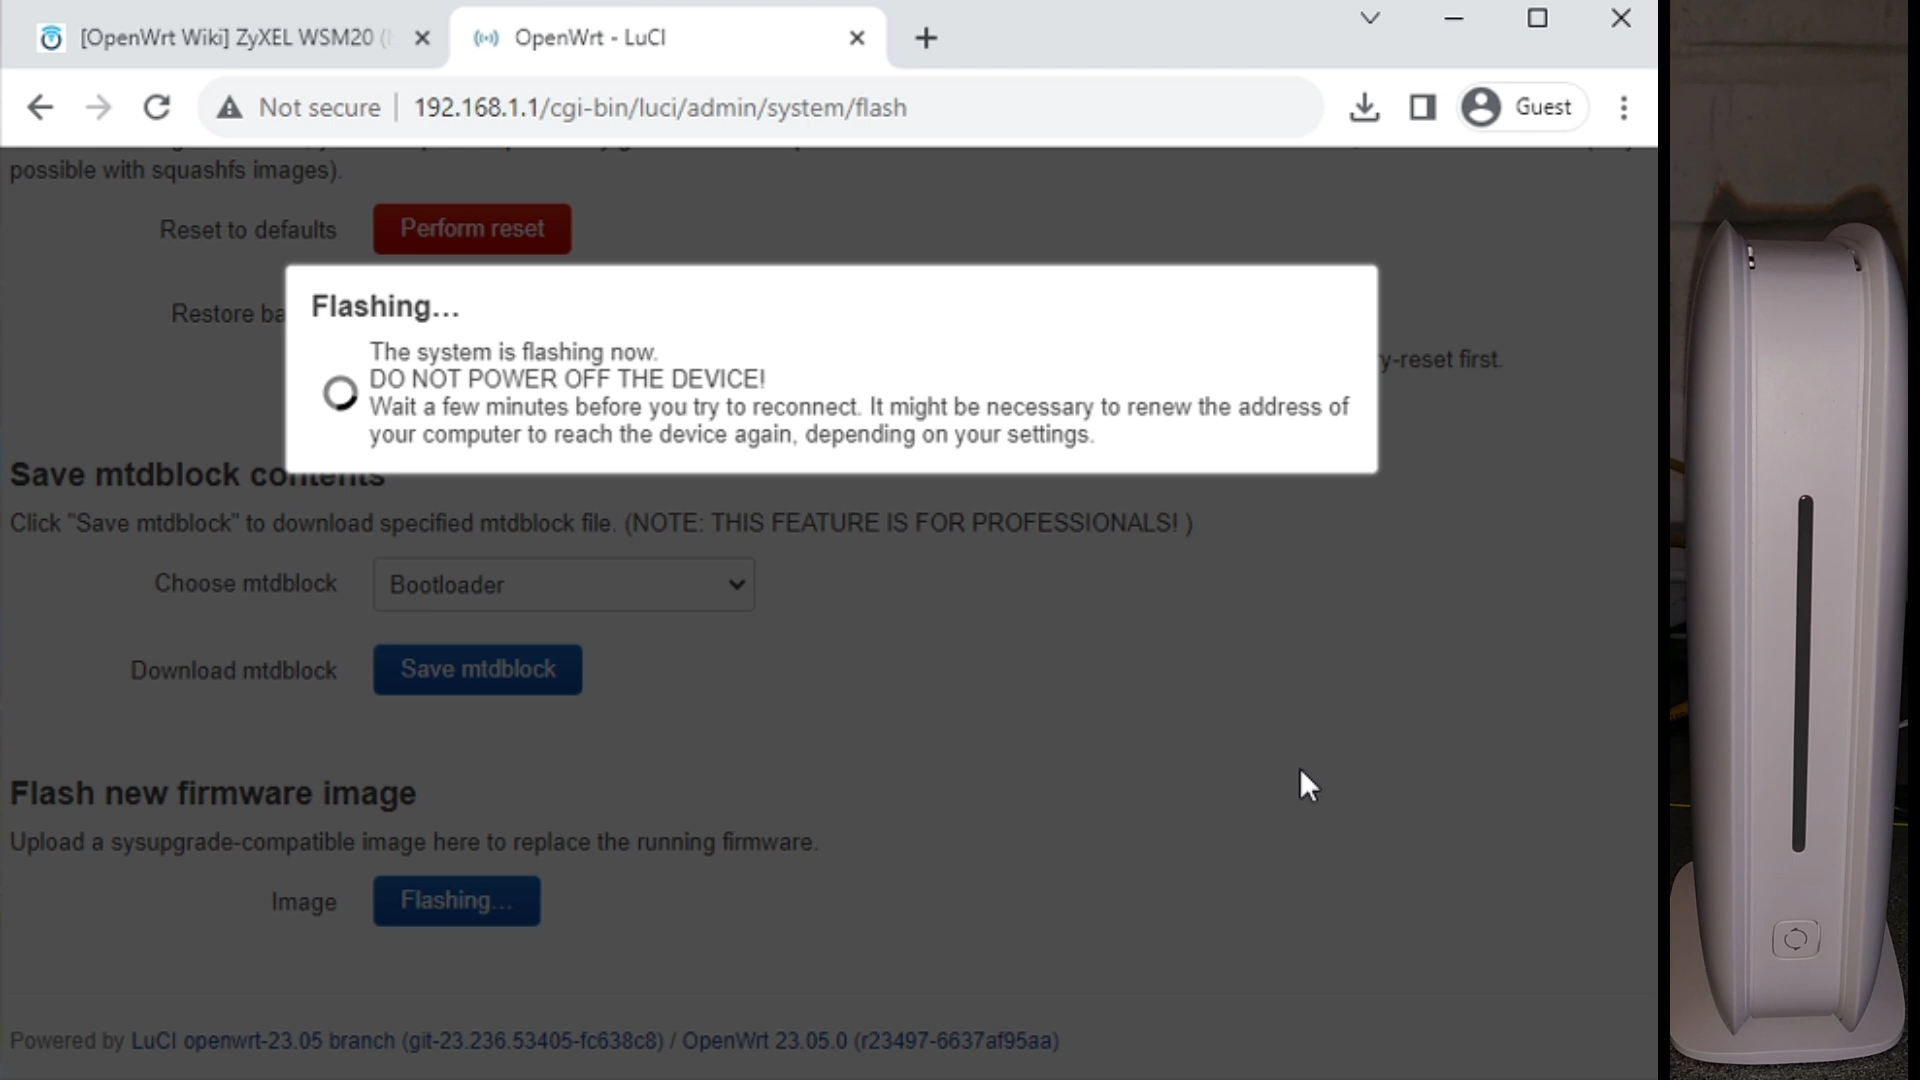 [OpenWrt Wiki] ZyXEL WSM20 (
OpenWrt - LuCI
Not secure
192.168.1.1/cgi-bin/luci/admin/system/flash
Guest
possible with squashfs images).
Reset to defaults
Perform reset
Flashing...
Restore ba
The system is flashing now.
DO NOT POWER OFF THE DEVICE!
Wait a few minutes before you try to reconnect. It might be necessary to renew the address of
your computer to reach the device again, depending on your settings.
y-reset first.
Save mtdblock contents
Click "Save mtdblock" to download specified mtdblock file. (NOTE: THIS FEATURE IS FOR PROFESSIONALS! )
Choose mtdblock
Bootloader
Download mtdblock
Save mtdblock
Flash new firmware image
Upload a sysupgrade-compatible image here to replace the running firmware.
Image
Flashing...
Powered by LuCI openwrt-23.05 branch (git-23.236.53405-fc638c8) / OpenWrt 23.05.0 (r23497-6637af95aa)